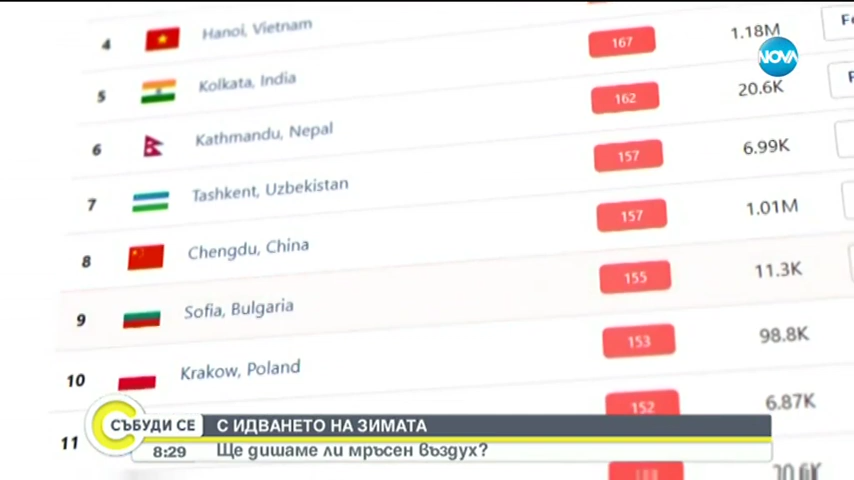 4 Hanoi, Vietnam
5 Kolkata, India 167 1.18M
6 Kathmandu, Nepal 162 20.6K
7 Tashkent, Uzbekistan 157 6.99K
8 Chengdu, China 157 1.01M
9 Sofia, Bulgaria 155 11.3K
10 Krakow, Poland 153 98.8K
11 152 6.87K
NOVA
СЪБУДИ СЕ
С ИДВАНЕТО НА ЗИМАТА
8:29 Ще дишаме ли мръсен въздух?